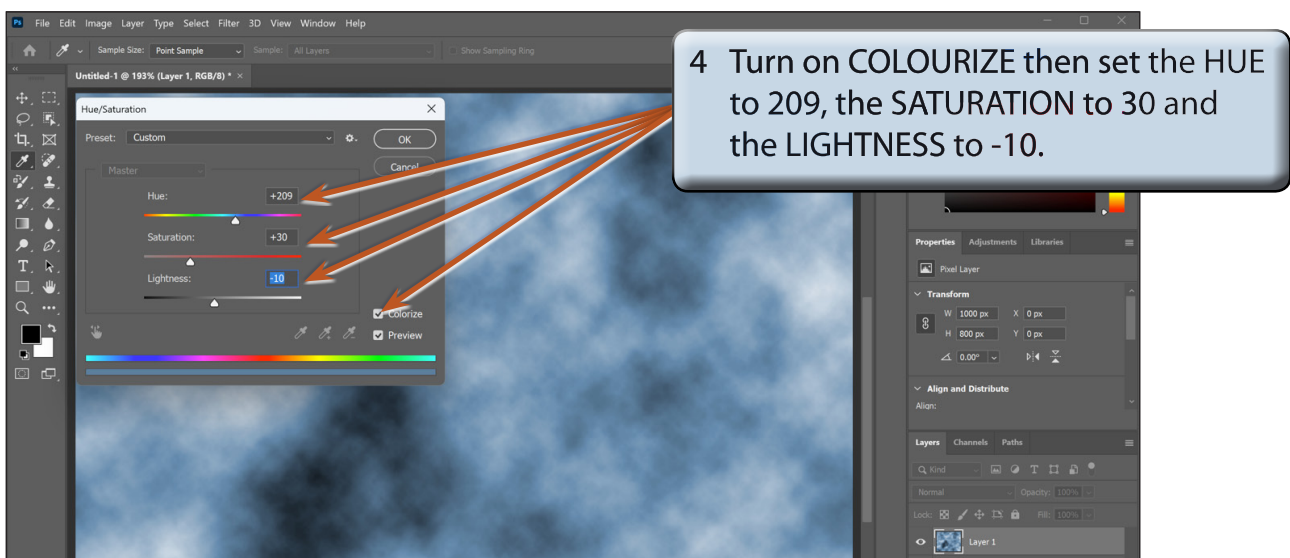 Ps File Edit Image Layer Type Select Filter 3D View Window Help
Sample Size: Point Sample Sample: All Layers Show Sampling Ring
Untitled-1 @ 193% (Layer 1, RGB/8) * ×
4 Turn on COLOURIZE then set the HUE
to 209, the SATURATION to 30 and
the LIGHTNESS to -10.
Hue/Saturation
Preset: Custom
OK
Cancel
Master
Hue: +209
Saturation: +30
Lightness: -10
Colorize
Preview
Properties Adjustments Libraries
Pixel Layer
Transform
W 1000 px X 0 px
H 800 px Y 0 px
0.00°
Align and Distribute
Align:
Layers Channels Paths
Kind
Normal Opacity: 100%
Lock: Fill: 100%
Layer 1